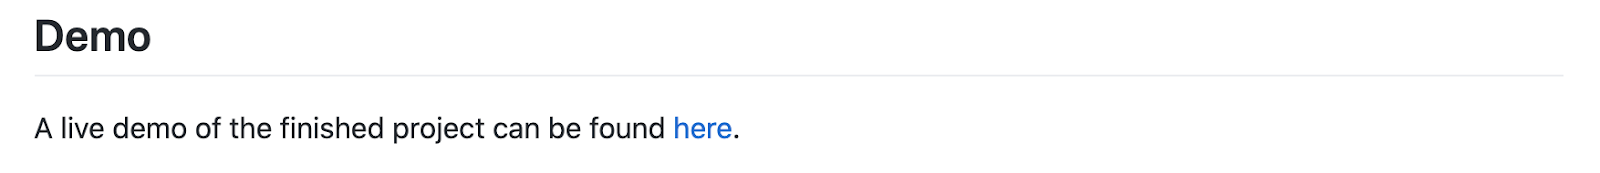 Demo
A live demo of the finished project can be found here.